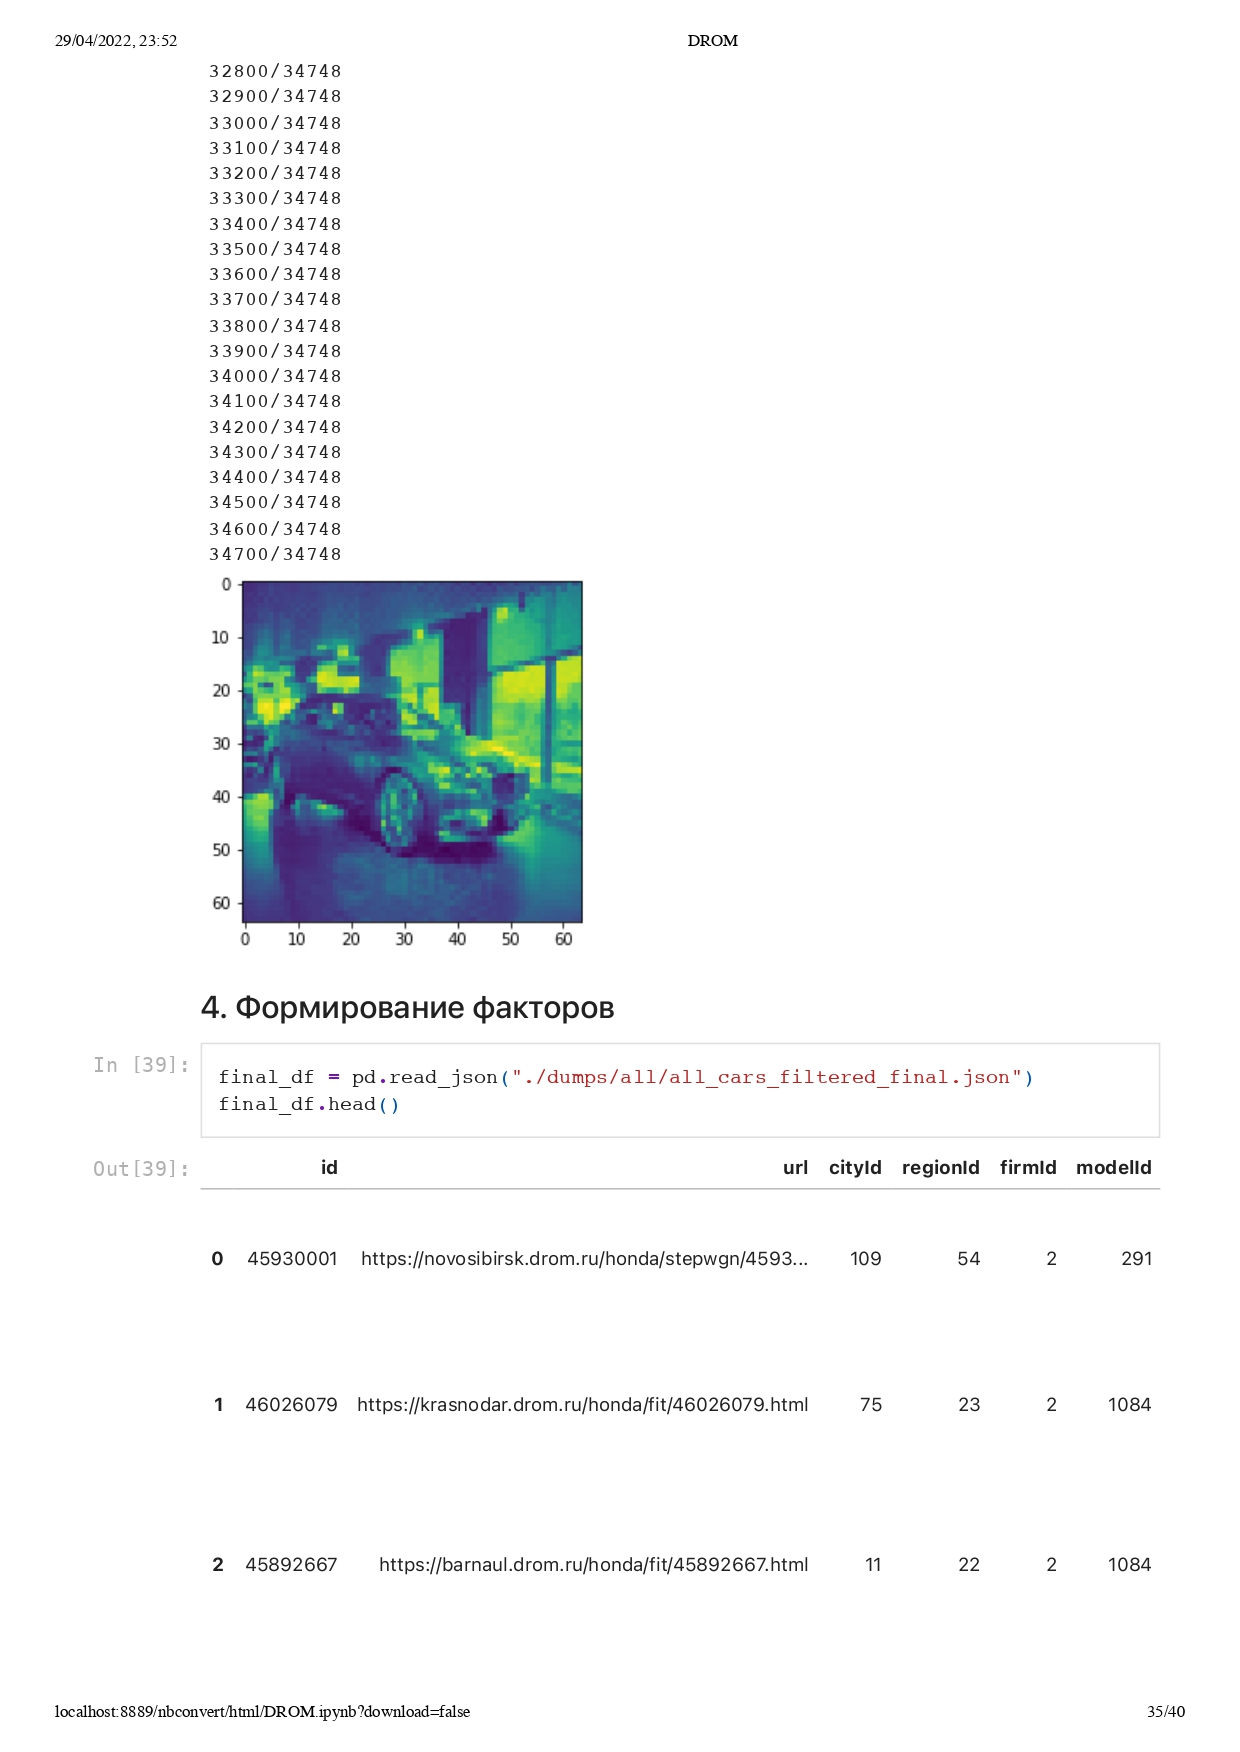 29/04/2022, 23:52 DROM
32800/34748
32900/34748
33000/34748
33100/34748
33200/34748
33300/34748
33400/34748
33500/34748
33600/34748
33700/34748
33800/34748
33900/34748
34000/34748
34100/34748
34200/34748
34300/34748
34400/34748
34500/34748
34600/34748
34700/34748
0
10
20
30
40
50
60
0 10 20 30 40 50 60
4. Формирование факторов
In [39]:
final_df = pd.read_json("./dumps/all/all_cars_filtered_final.json")
final_df.head()
Out[39]:
id url cityId regionId firmId modelId
0 45930001 https://novosibirsk.drom.ru/honda/stepwgn/4593... 109 54 2 291
1 46026079 https://krasnodar.drom.ru/honda/fit/46026079.html 75 23 2 1084
2 45892667 https://barnaul.drom.ru/honda/fit/45892667.html 11 22 2 1084
localhost:8889/nbconvert/html/DROM.ipynb?download=false 35/40